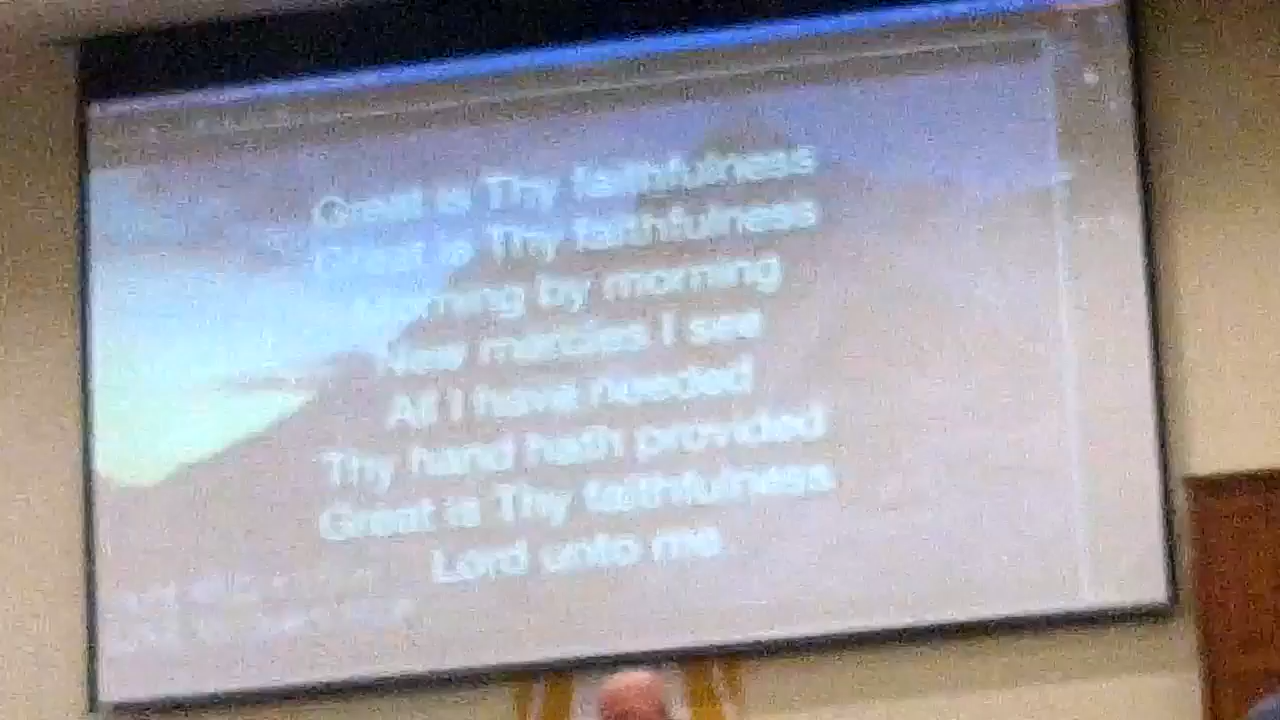 Great is Thy faithfulness
Great is Thy faithfulness
Morning by morning
New mercies I see
All I have needed
Thy hand hath provided
Great is Thy faithfulness
Lord unto me